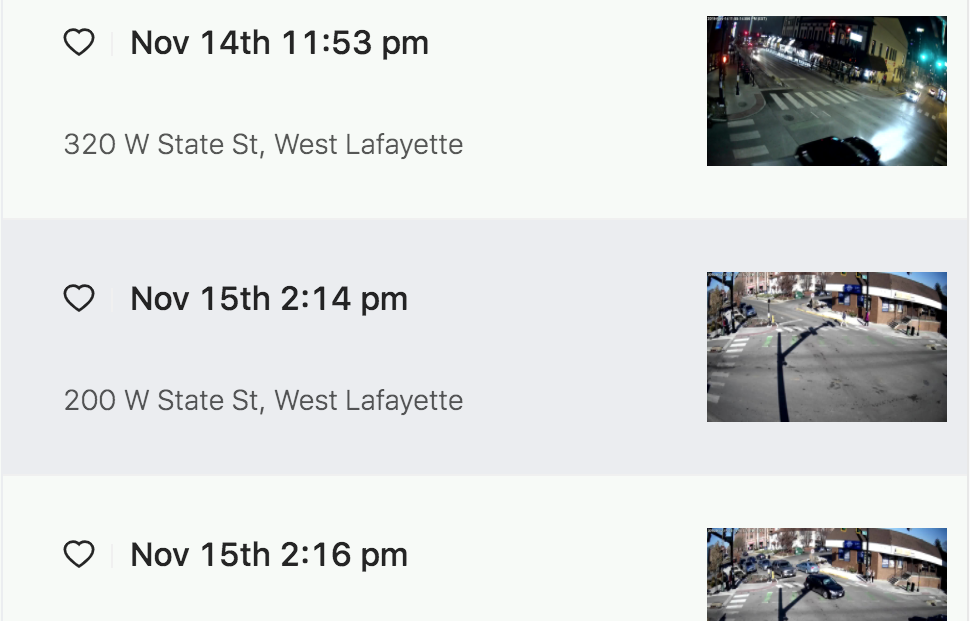 Nov 14th 11:53 pm
320 W State St, West Lafayette
Nov 15th 2:14 pm
200 W State St, West Lafayette
Nov 15th 2:16 pm